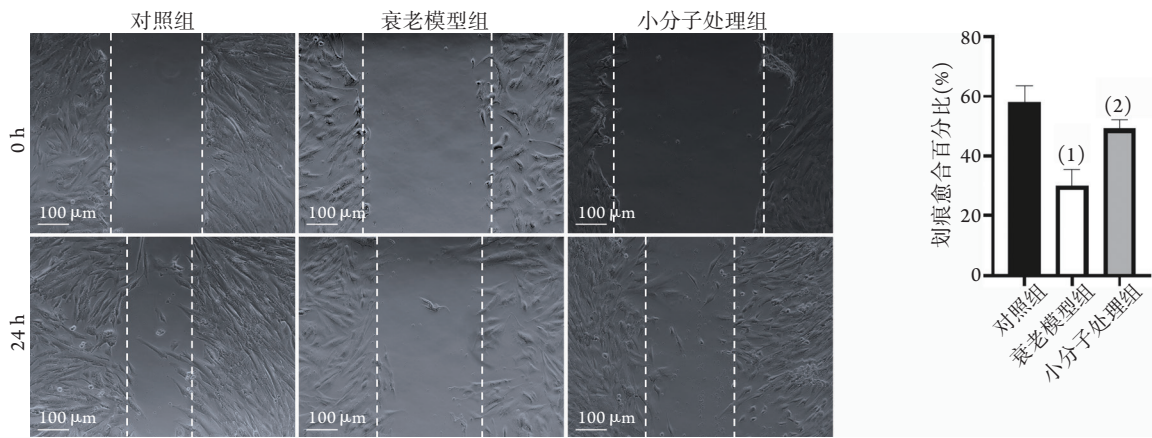 对照组 衰老模型组 小分子处理组
0 h
100 μm 100 μm 100 μm
24 h
100 μm 100 μm 100 μm
划痕愈合百分比(%)
80
60
40
20
0
(1)
(2)
对照组
衰老模型组
小分子处理组